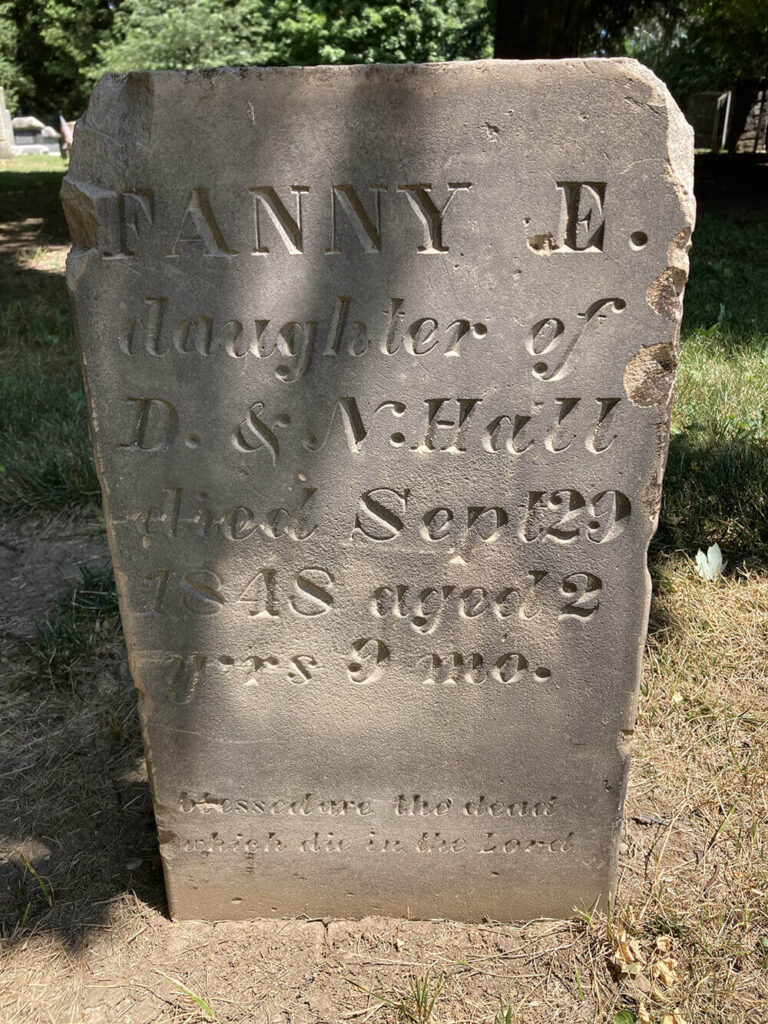 FANNY E.
daughter of
D. & N. Hall
died Sept 29
1848 aged 2
yrs 9 mo.
blessed are the dead
which die in the Lord